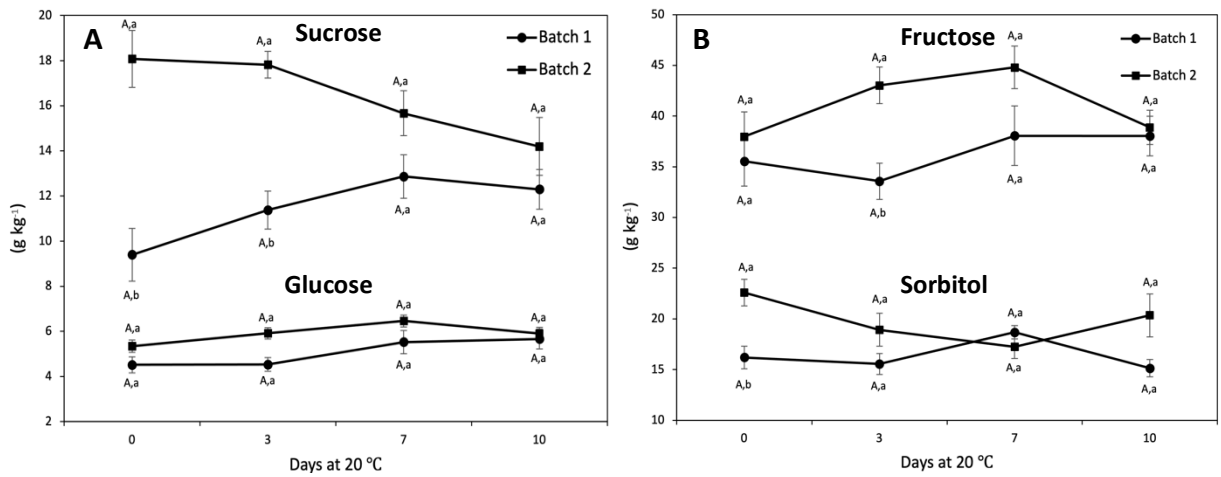 A
Sucrose
Batch 1
Batch 2
20
18
16
14
12
10
8
6
4
2
(g kg-1)
A,a
A,a
A,a
A,a
A,b
A,b
A,a
A,a
Glucose
A,a
A,a
A,a
A,a
A,a
A,a
A,a
A,a
0
3
7
10
Days at 20 °C
B
Fructose
Batch 1
Batch 2
50
45
40
35
30
25
20
15
10
(g kg-1)
A,a
A,a
A,a
A,a
A,a
A,b
A,a
A,a
Sorbitol
A,a
A,a
A,a
A,b
A,a
A,a
A,a
0
3
7
10
Days at 20 °C